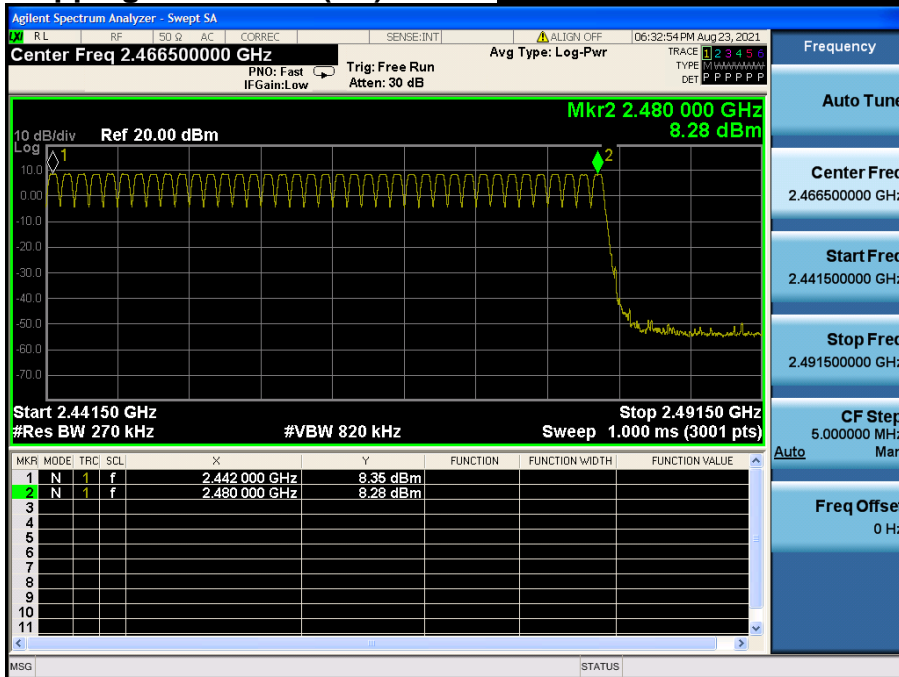 Agilent Spectrum Analyzer - Swept SA
LXI RL RF 50 Ω AC CORREC SENSE:INT ALIGN OFF 06:32:54 PM Aug 23, 2021
Center Freq 2.466500000 GHz
PNO: Fast
IFGain:Low
Trig: Free Run
Atten: 30 dB
Avg Type: Log-Pwr
TRACE 1 2 3 4 5 6
TYPE M
DET P P P P P P
Mkr2 2.480 000 GHz
8.28 dBm
10 dB/div Ref 20.00 dBm
Log
1
2
10.0
0.00
-10.0
-20.0
-30.0
-40.0
-50.0
-60.0
-70.0
Start 2.44150 GHz Stop 2.49150 GHz
#Res BW 270 kHz #VBW 820 kHz Sweep 1.000 ms (3001 pts)
MKR MODE TRC SCL X Y FUNCTION FUNCTION WIDTH FUNCTION VALUE
1 N 1 f 2.442 000 GHz 8.35 dBm
2 N 1 f 2.480 000 GHz 8.28 dBm
3
4
5
6
7
8
9
10
11
MSG STATUS
Frequency
Auto Tune
Center Freq
2.466500000 GHz
Start Freq
2.441500000 GHz
Stop Freq
2.491500000 GHz
CF Step
5.000000 MHz
Auto Man
Freq Offset
0 Hz